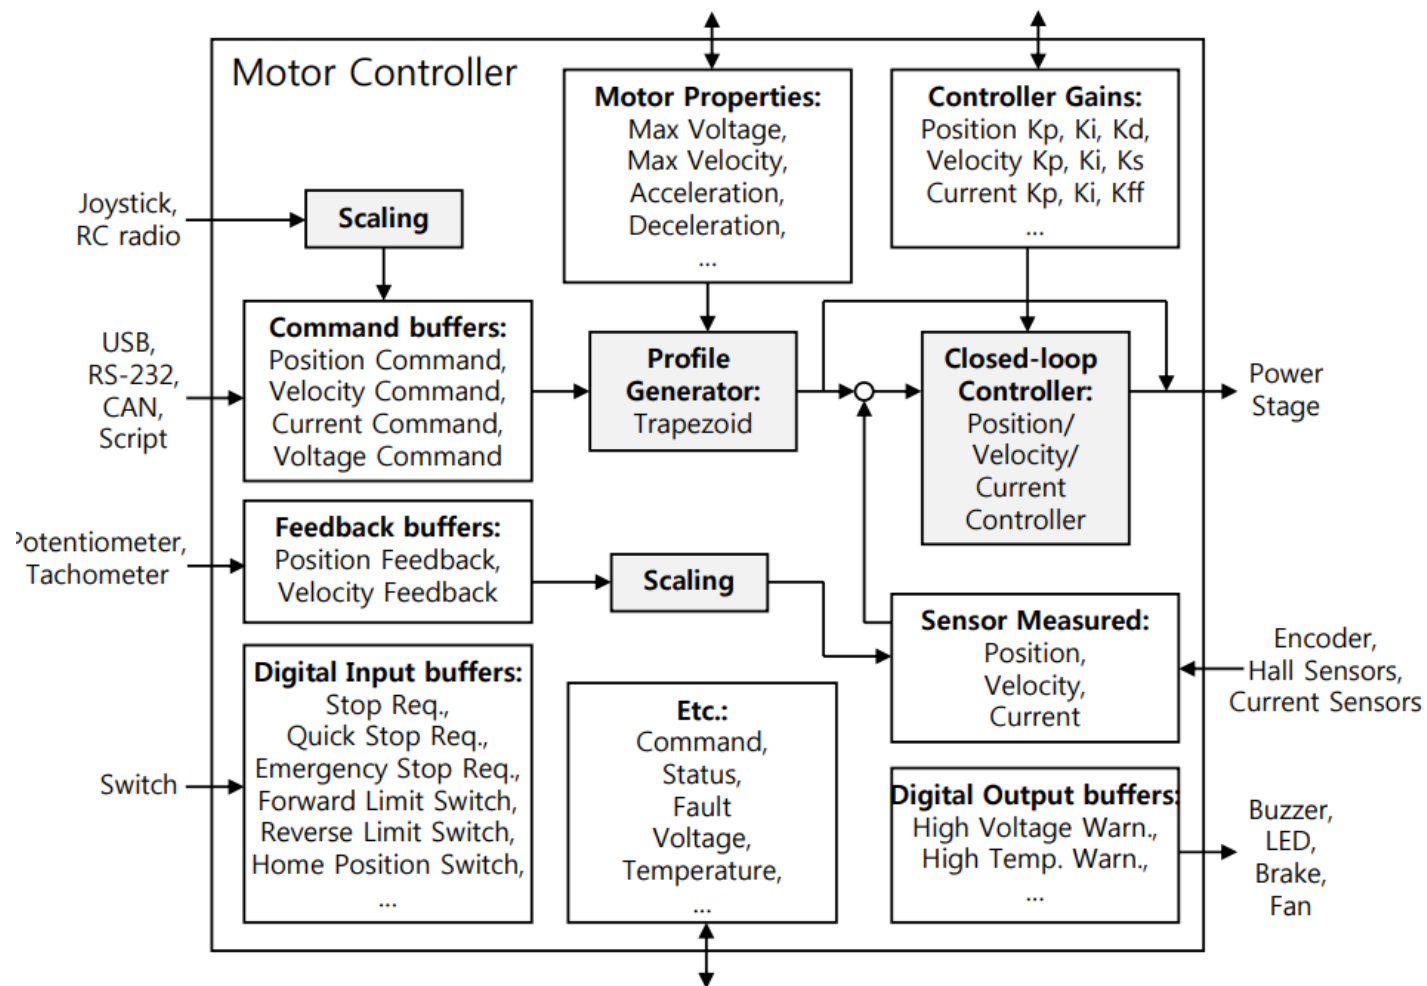 Motor Controller
Motor Properties:
Max Voltage,
Max Velocity,
Acceleration,
Deceleration,
...
Controller Gains:
Position Kp, Ki, Kd,
Velocity Kp, Ki, Ks
Current Kp, Ki, Kff
...
Joystick,
RC radio
Scaling
USB,
RS-232,
CAN,
Script
Command buffers:
Position Command,
Velocity Command,
Current Command,
Voltage Command
Profile
Generator:
Trapezoid
Closed-loop
Controller:
Position/
Velocity/
Current
Controller
Power
Stage
Potentiometer,
Tachometer
Feedback buffers:
Position Feedback,
Velocity Feedback
Scaling
Sensor Measured:
Position,
Velocity,
Current
Encoder,
Hall Sensors,
Current Sensors
Switch
Digital Input buffers:
Stop Req.,
Quick Stop Req.,
Emergency Stop Req.,
Forward Limit Switch,
Reverse Limit Switch,
Home Position Switch,
...
Etc.:
Command,
Status,
Fault
Voltage,
Temperature,
...
Digital Output buffers:
High Voltage Warn.,
High Temp. Warn.,
...
Buzzer,
LED,
Brake,
Fan